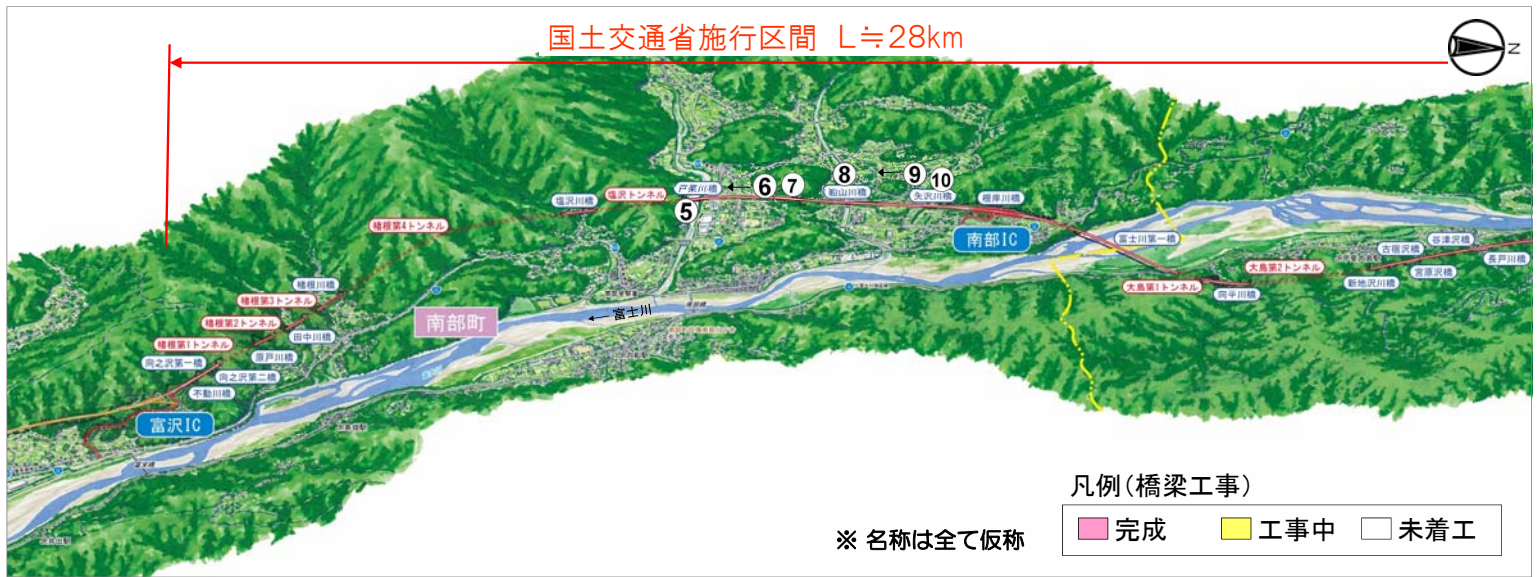 国土交通省施行区間 L≒28km
N
⑤
⑥
⑦
⑧
⑨
⑩
塩沢川橋
塩沢トンネル
戸栗川橋
船山川橋
矢沢川橋
根岸川橋
南部IC
楮根第4トンネル
楮根川橋
楮根第3トンネル
楮根第2トンネル
田中川橋
楮根第1トンネル
原戸川橋
向之沢第一橋
向之沢第二橋
不動川橋
富沢IC
南部町
←富士川
富士川第一橋
大島第1トンネル
大島第2トンネル
向平川橋
新地沢川橋
古宿沢橋
宮原沢橋
谷津沢橋
長戸川橋
凡例(橋梁工事)
完成
工事中
未着工
※ 名称は全て仮称